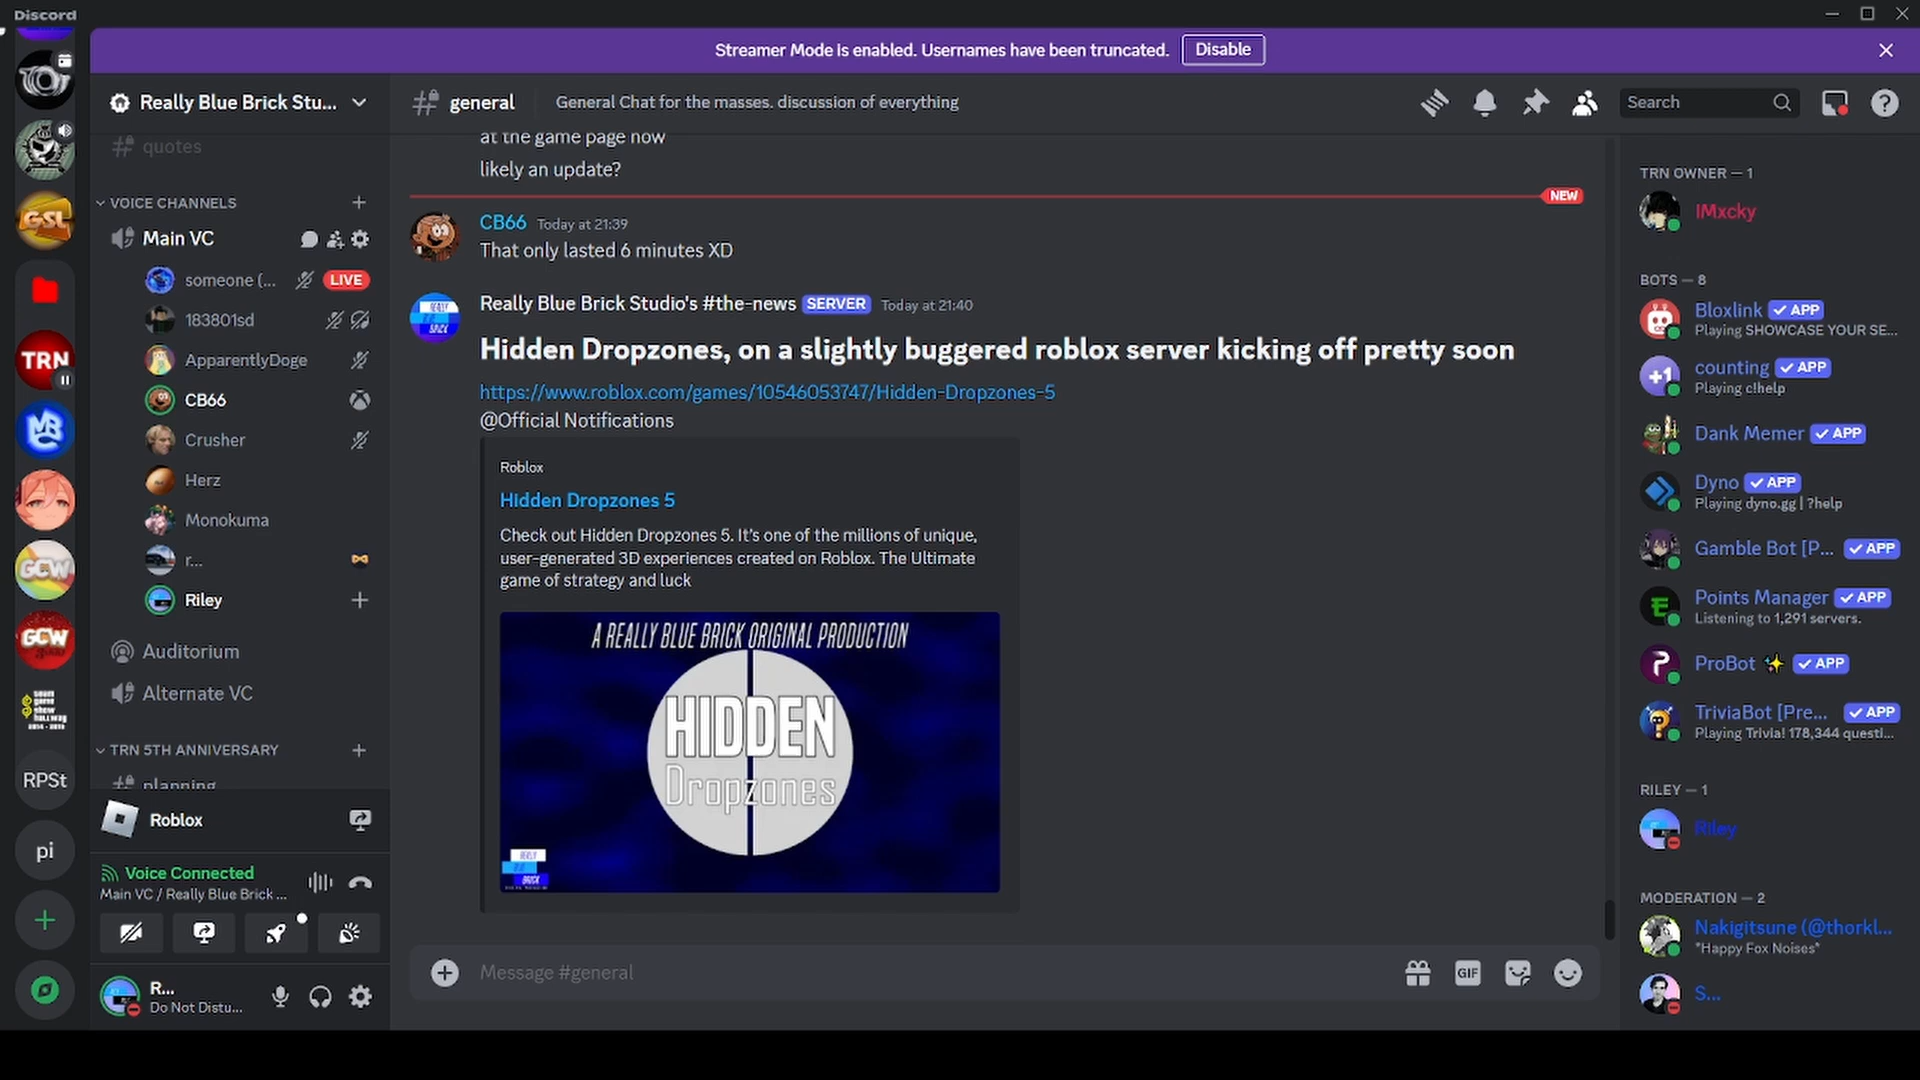 Discord
Streamer Mode is enabled. Usernames have been truncated.
Disable
Really Blue Brick Stu...
general
General Chat for the masses. discussion of everything
Search
quotes
VOICE CHANNELS
Main VC
someone (...
LIVE
183801sd
ApparentlyDoge
CB66
Crusher
Herz
Monokuma
r...
Riley
Auditorium
Alternate VC
TRN 5TH ANNIVERSARY
planning
Roblox
Voice Connected
Main VC / Really Blue Brick ...
R...
Do Not Distu...
GSL
TRN
GCW
GCW
RPSt
pi
at the game page now
likely an update?
NEW
CB66 Today at 21:39
That only lasted 6 minutes XD
Really Blue Brick Studio's #the-news SERVER Today at 21:40
Hidden Dropzones, on a slightly buggered roblox server kicking off pretty soon
https://www.roblox.com/games/10546053747/Hidden-Dropzones-5
@Official Notifications
Roblox
Hidden Dropzones 5
Check out Hidden Dropzones 5. It's one of the millions of unique,
user-generated 3D experiences created on Roblox. The Ultimate
game of strategy and luck
A REALLY BLUE BRICK ORIGINAL PRODUCTION
HIDDEN
Dropzones
REALLY
BRICK
Message #general
GIF
TRN OWNER — 1
IMxcky
BOTS — 8
Bloxlink APP
Playing SHOWCASE YOUR SE...
counting APP
Playing c!help
Dank Memer APP
Dyno APP
Playing dyno.gg | ?help
Gamble Bot [P... APP
Points Manager APP
Listening to 1,291 servers.
ProBot ✨ APP
TriviaBot [Pre... APP
Playing Trivia! 178,344 questi...
RILEY — 1
Riley
MODERATION — 2
Nakigitsune (@thorkl...
*Happy Fox Noises*
S...